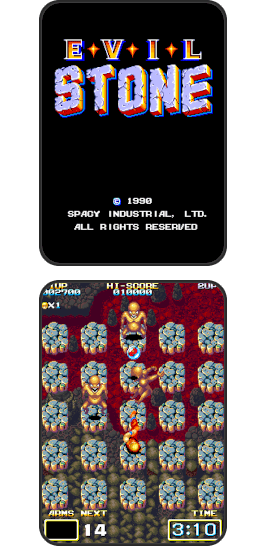 EVIL
STONE
© 1990
SPACY INDUSTRIAL, LTD.
ALL RIGHTS RESERVED
HI-SCORE 2UP
002700 010000
X1
ARMS NEXT TIME
14 3:10